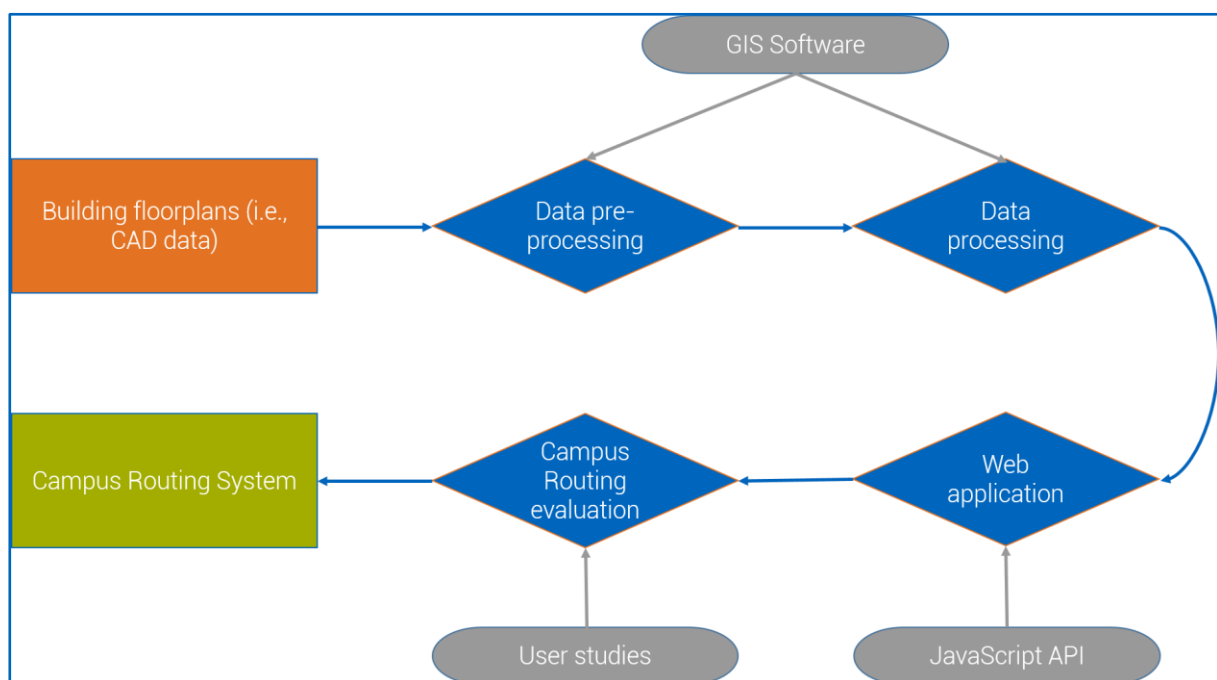 GIS Software
Building floorplans (i.e.,
CAD data)
Data pre-
processing
Data
processing
Campus Routing System
Campus
Routing
evaluation
Web
application
User studies
JavaScript API